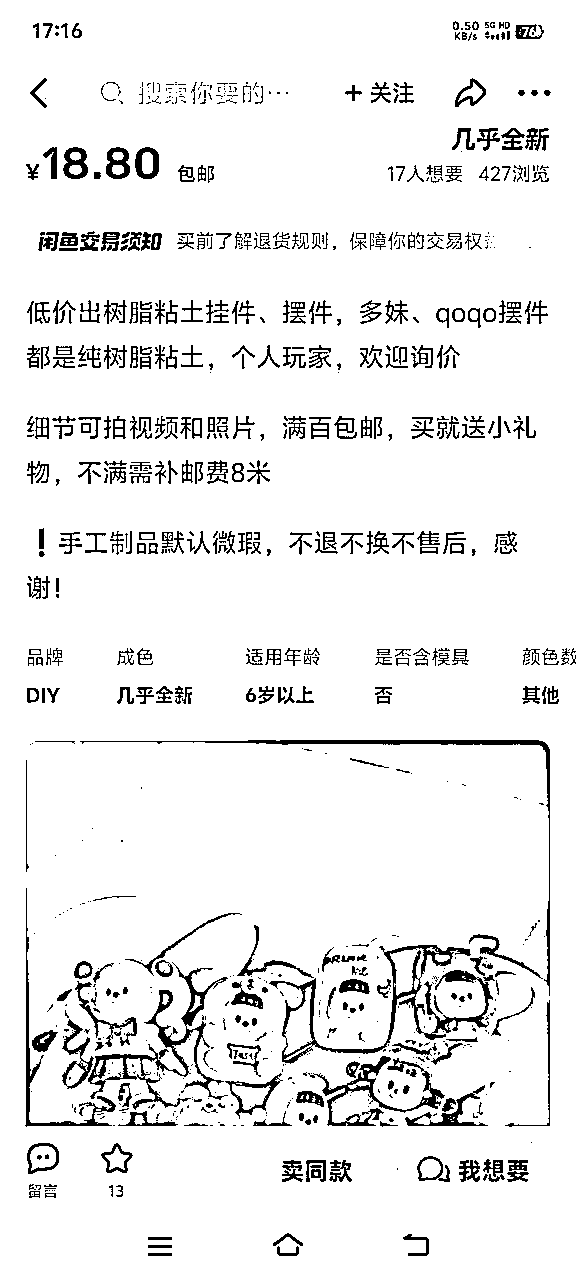 17:16
0.50 KB/s 5G HD 76
搜索你要的…
+ 关注
几乎全新
¥18.80 包邮
17人想要 427浏览
闲鱼交易须知 买前了解退货规则，保障你的交易权
低价出树脂粘土挂件、摆件，多妹、qoqo摆件
都是纯树脂粘土，个人玩家，欢迎询价
细节可拍视频和照片，满百包邮，买就送小礼
物，不满需补邮费8米
❗手工制品默认微瑕，不退不换不售后，感
谢！
品牌 成色 适用年龄 是否含模具 颜色数
DIY 几乎全新 6岁以上 否 其他
留言
13
卖同款
我想要